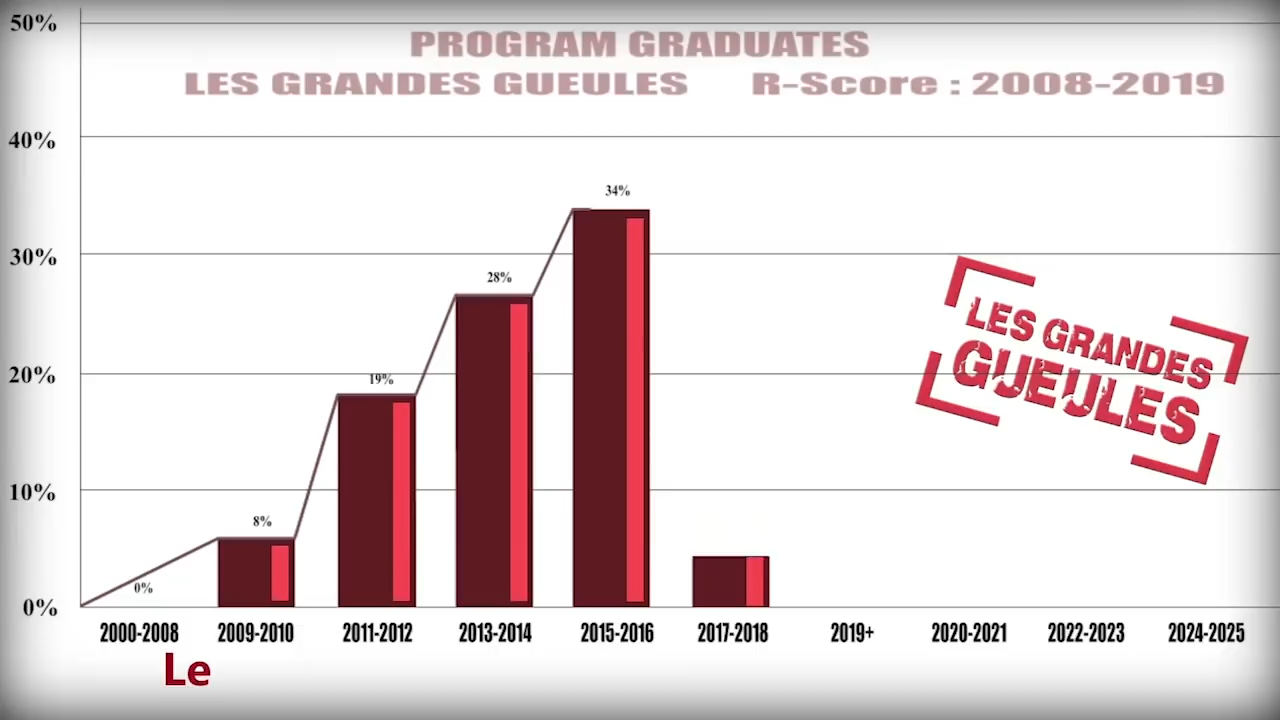 PROGRAM GRADUATES
LES GRANDES GUEULES R-Score : 2008-2019
50%
40%
30%
20%
10%
0%
0%
8%
19%
28%
34%
LES GRANDES
GUEULES
2000-2008 2009-2010 2011-2012 2013-2014 2015-2016 2017-2018 2019+ 2020-2021 2022-2023 2024-2025
Le